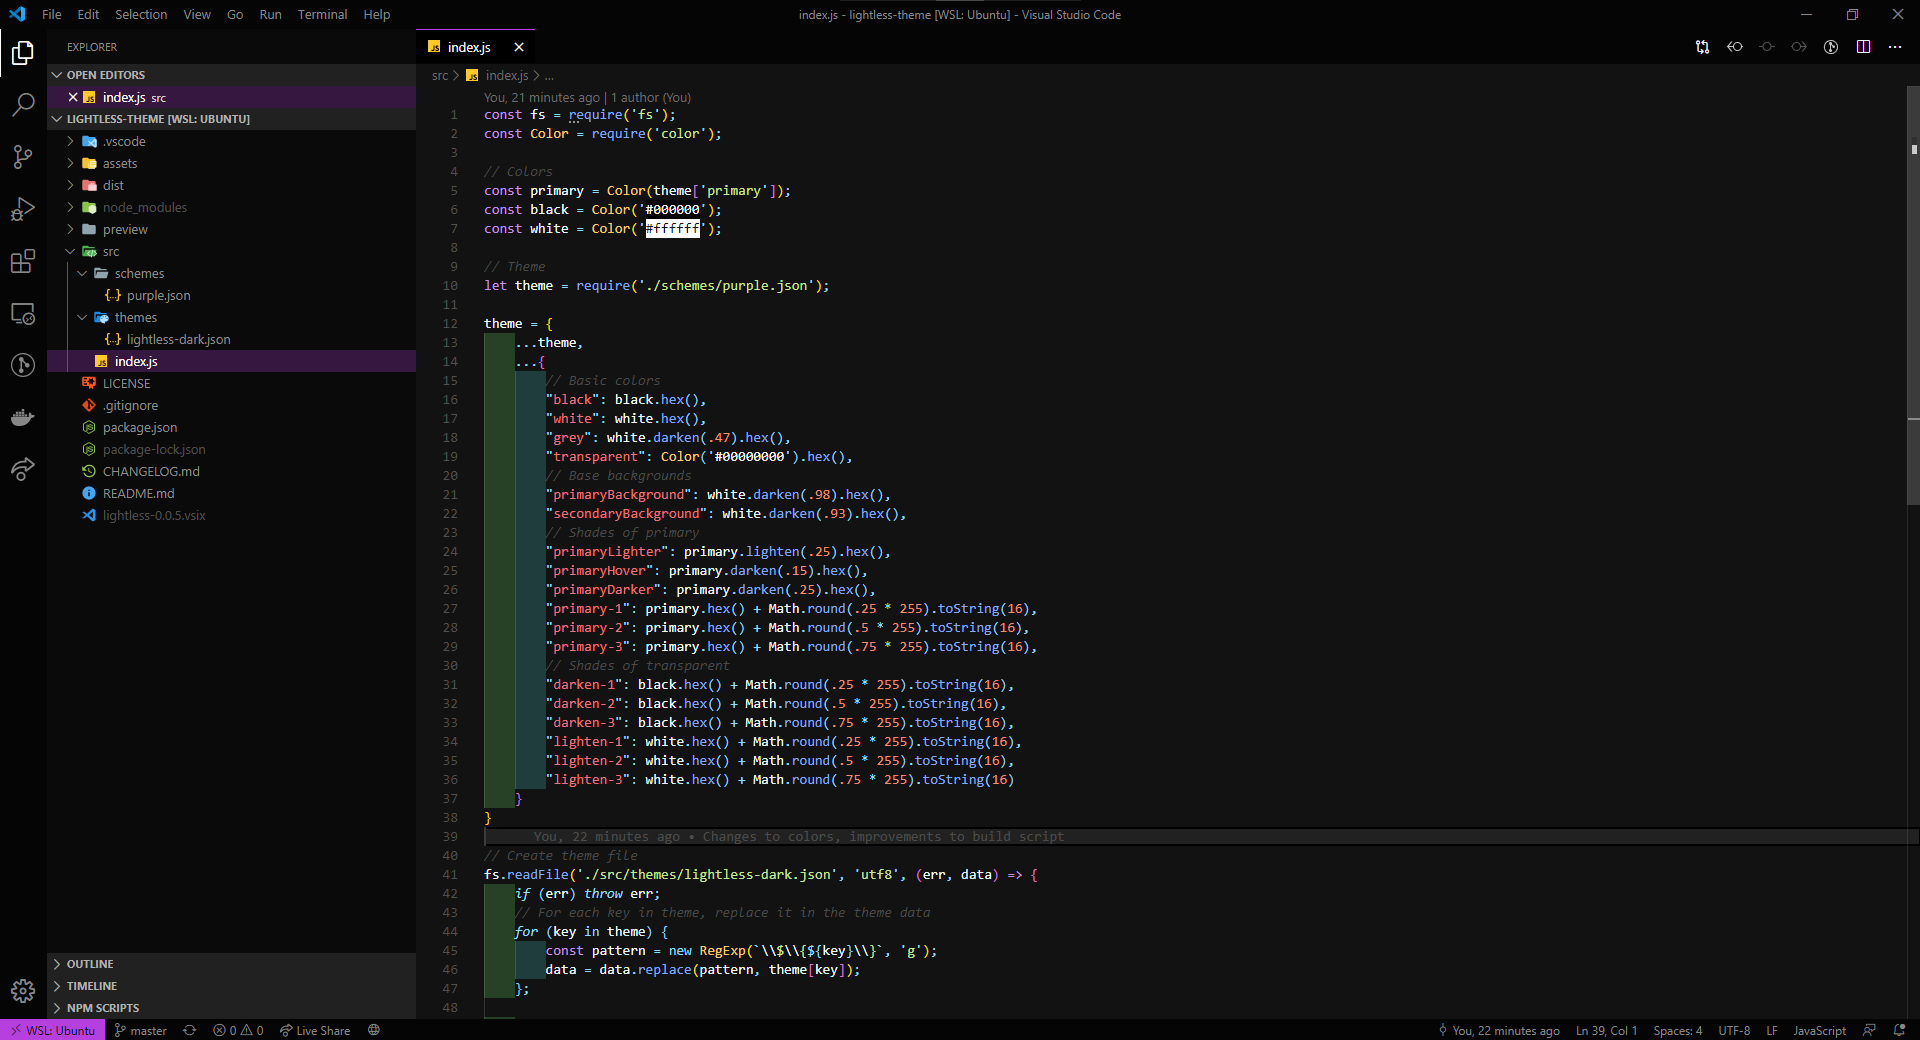 File Edit Selection View Go Run Terminal Help
index.js - lightless-theme [WSL: Ubuntu] - Visual Studio Code
EXPLORER
OPEN EDITORS
index.js src
LIGHTLESS-THEME [WSL: UBUNTU]
.vscode
assets
dist
node_modules
preview
src
schemes
{..} purple.json
themes
{..} lightless-dark.json
JS index.js
LICENSE
.gitignore
package.json
package-lock.json
CHANGELOG.md
README.md
lightless-0.0.5.vsix
OUTLINE
TIMELINE
NPM SCRIPTS
JS index.js
src > JS index.js > ...
You, 21 minutes ago | 1 author (You)
1 const fs = require('fs');
2 const Color = require('color');
3
4 // Colors
5 const primary = Color(theme['primary']);
6 const black = Color('#000000');
7 const white = Color('#ffffff');
8
9 // Theme
10 let theme = require('./schemes/purple.json');
11
12 theme = {
13 ...theme,
14 ...{
15 // Basic colors
16 "black": black.hex(),
17 "white": white.hex(),
18 "grey": white.darken(.47).hex(),
19 "transparent": Color('#00000000').hex(),
20 // Base backgrounds
21 "primaryBackground": white.darken(.98).hex(),
22 "secondaryBackground": white.darken(.93).hex(),
23 // Shades of primary
24 "primaryLighter": primary.lighten(.25).hex(),
25 "primaryHover": primary.darken(.15).hex(),
26 "primaryDarker": primary.darken(.25).hex(),
27 "primary-1": primary.hex() + Math.round(.25 * 255).toString(16),
28 "primary-2": primary.hex() + Math.round(.5 * 255).toString(16),
29 "primary-3": primary.hex() + Math.round(.75 * 255).toString(16),
30 // Shades of transparent
31 "darken-1": black.hex() + Math.round(.25 * 255).toString(16),
32 "darken-2": black.hex() + Math.round(.5 * 255).toString(16),
33 "darken-3": black.hex() + Math.round(.75 * 255).toString(16),
34 "lighten-1": white.hex() + Math.round(.25 * 255).toString(16),
35 "lighten-2": white.hex() + Math.round(.5 * 255).toString(16),
36 "lighten-3": white.hex() + Math.round(.75 * 255).toString(16)
37 }
38 }
39 You, 22 minutes ago • Changes to colors, improvements to build script
40 // Create theme file
41 fs.readFile('./src/themes/lightless-dark.json', 'utf8', (err, data) => {
42 if (err) throw err;
43 // For each key in theme, replace it in the theme data
44 for (key in theme) {
45 const pattern = new RegExp(`\\$\\{${key}\\}`, 'g');
46 data = data.replace(pattern, theme[key]);
47 };
48
WSL: Ubuntu master 0 0 Live Share
You, 22 minutes ago Ln 39, Col 1 Spaces: 4 UTF-8 LF JavaScript